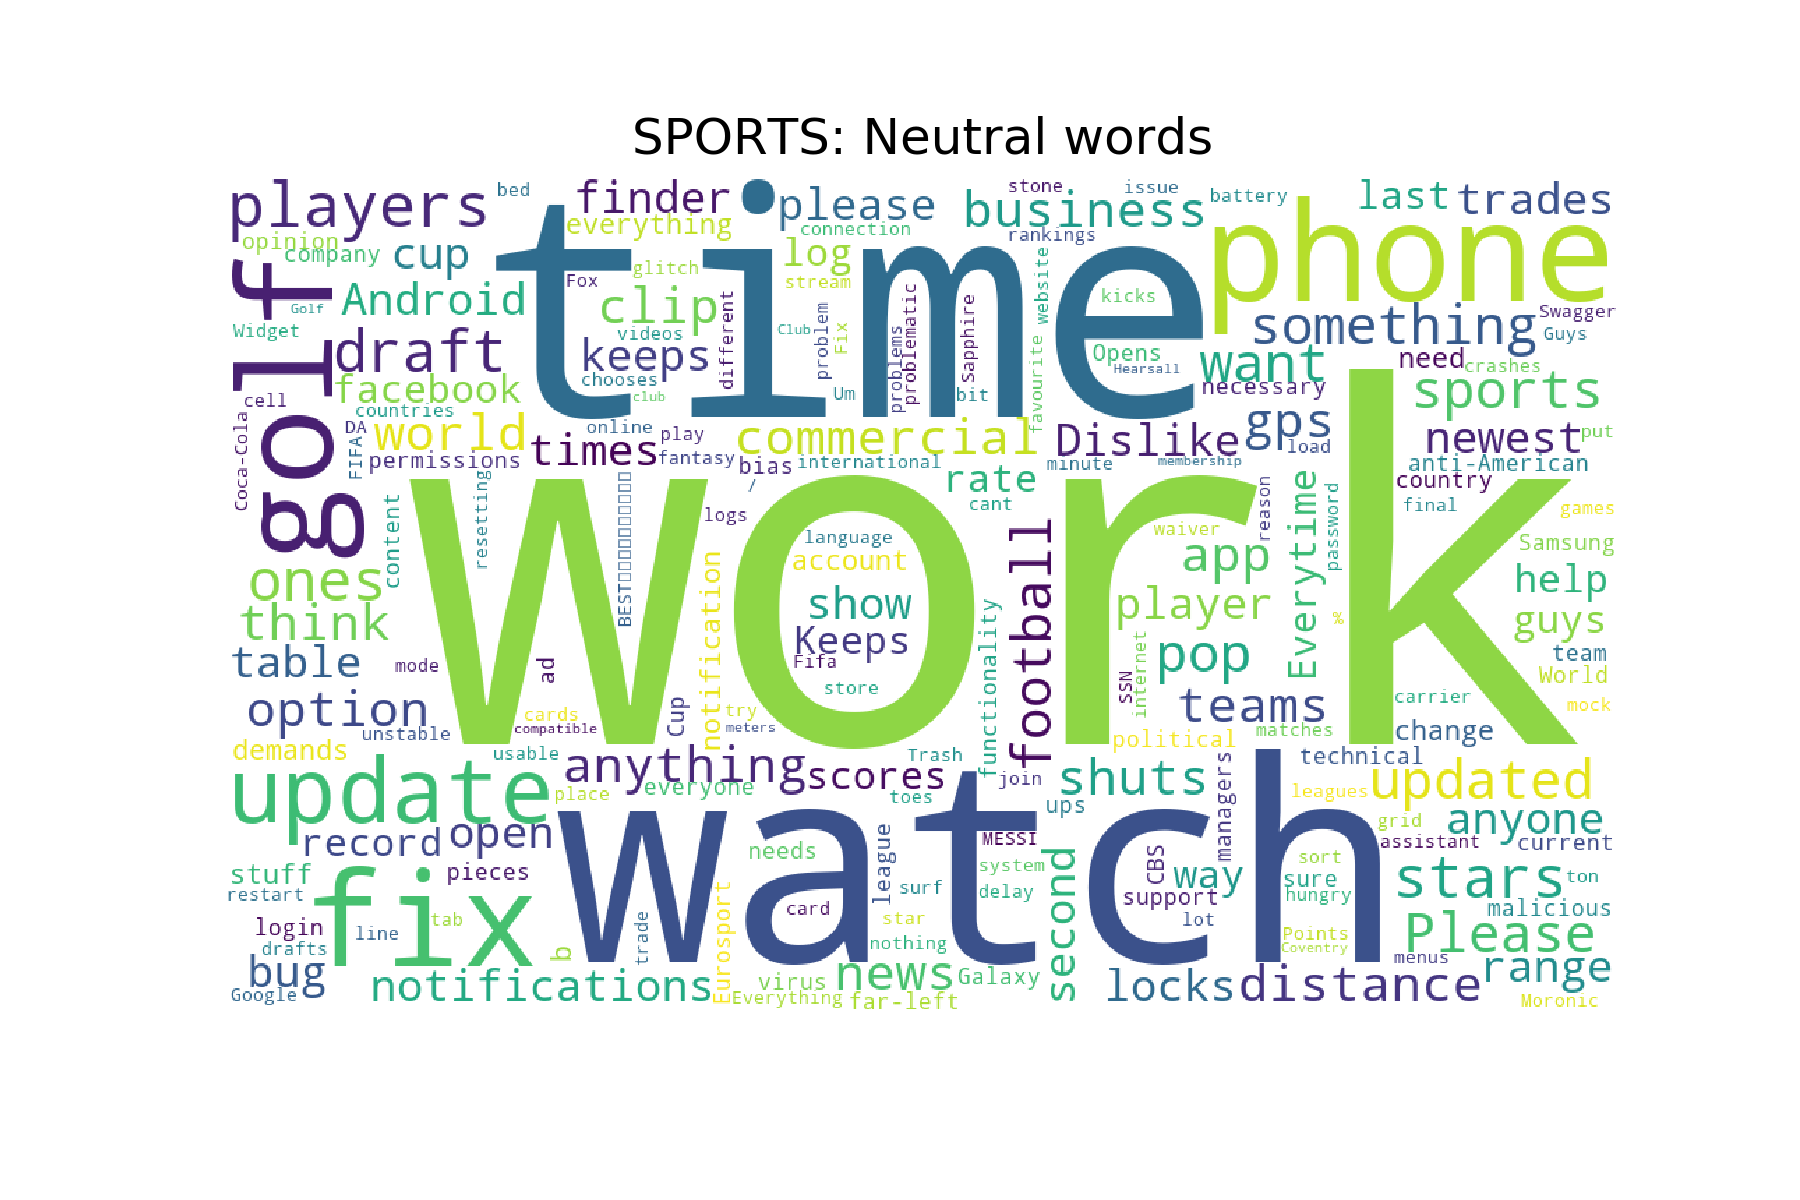 SPORTS: Neutral words
players
bed
finder
time
please
stone
issue
business
battery
last
trades
opinion
company
cup
everything
connection
log
rankings
phone
golf
Golf
Widget
Android
Fox
glitch
clip
videos
stream
website
kicks
something
Swagger
Guys
draft
keeps
different
Club
problem
Fix
problems
problematic
Sapphire
favourite
Opens
Hearsall
want
need
crashes
facebook
chooses
club
Um
bit
necessary
sports
cell
countries
Coca-Cola
FIFA
DA
world
online
times
play
commercial
Dislike
gps
load
newest
put
permissions
fantasy
bias
/
international
minute
membership
anti-American
country
rate
cant
final
games
content
resetting
BEST
logs
work
language
account
waiver
app
reason
Everytime
password
Samsung
ones
help
think
notification
show
football
player
guys
Keeps
Fifa
functionality
table
mode
ad
store
SSN
internet
pop
team
World
option
unstable
cards
compatible
Cup
try
meters
teams
carrier
mock
matches
change
demands
usable
political
technical
update
anything
everyone
place
Trash
scores
toes
join
shuts
ups
managers
leagues
updated
grid
record
open
watch
MESSI
anyone
assistant
current
stuff
pieces
needs
league
system
CBS
way
sort
sure
stars
ton
restart
fix
surf
delay
second
support
hungry
malicious
login
tab
line
card
star
lot
Points
Please
drafts
b
trade
Eurosport
nothing
Coventry
menus
bug
Google
notifications
virus
news
Galaxy
locks
distance
range
Everything
far-left
Moronic